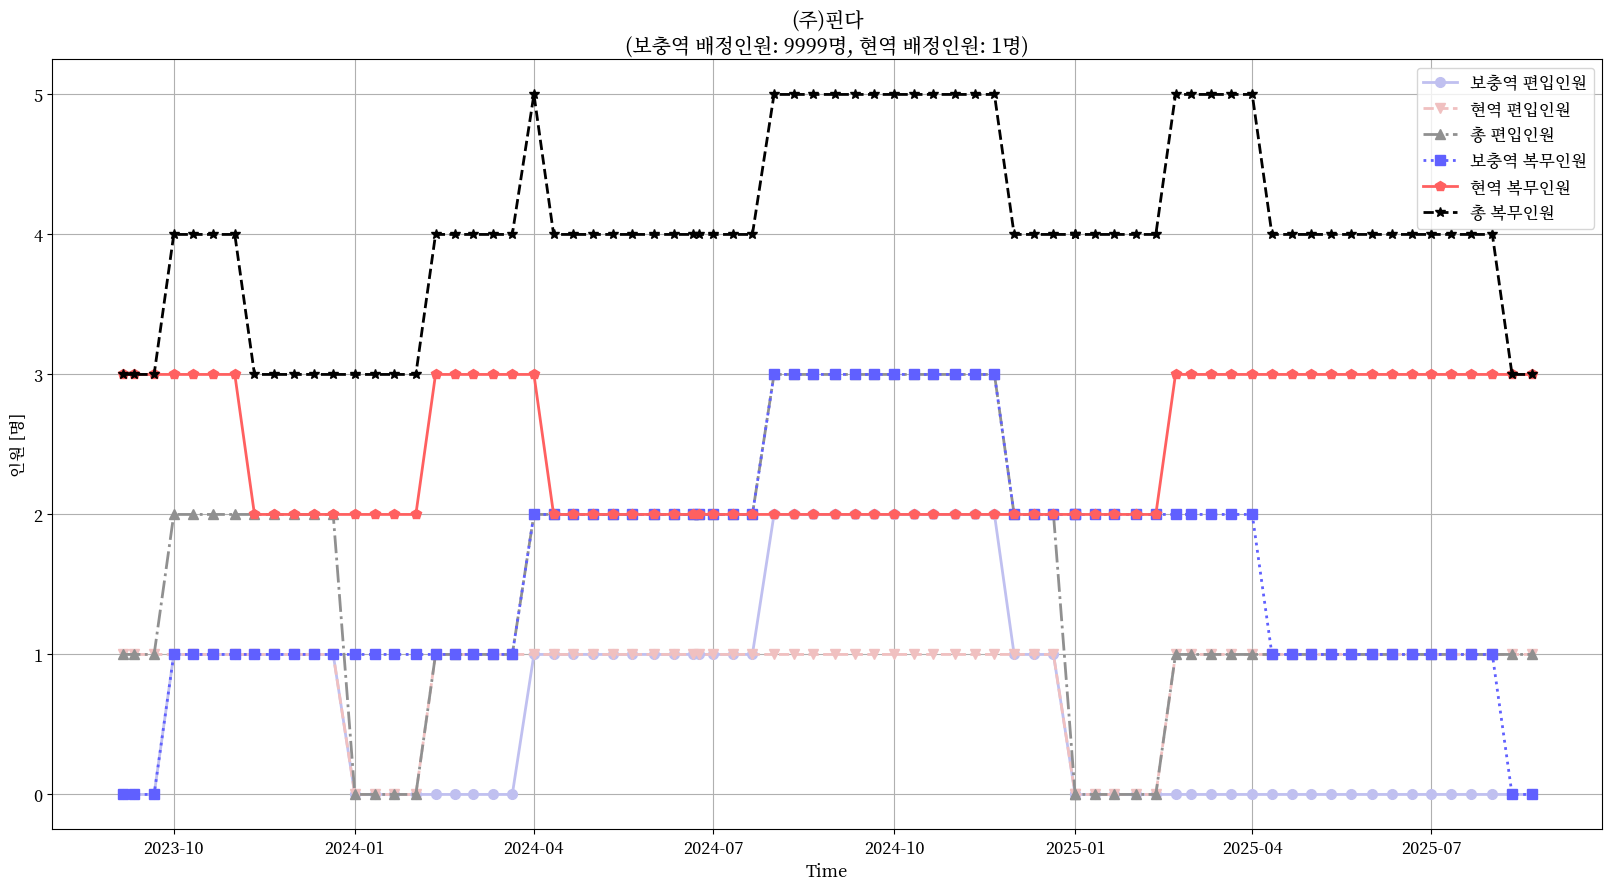 (주)핀다
(보충역 배정인원: 9999명, 현역 배정인원: 1명)
보충역 편입인원
현역 편입인원
총 편입인원
보충역 복무인원
현역 복무인원
총 복무인원
인원 [명]
5
4
3
2
1
0
2023-10
2024-01
2024-04
2024-07
2024-10
2025-01
2025-04
2025-07
Time